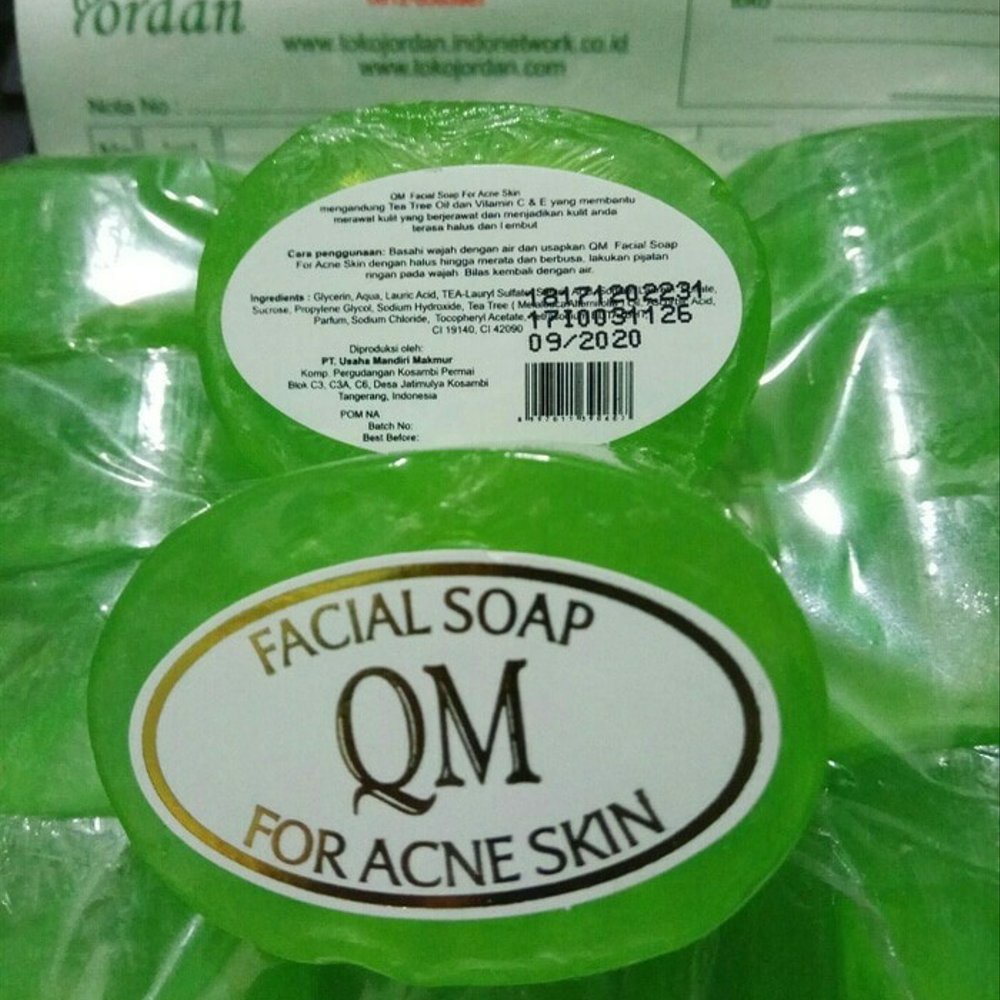 Yordan
www.tokojordan.indonetwork.co.id
www.tokojordan.com
Nota No :
QM Facial Soap For Acne Skin
mengandung Tea Tree Oil dan Vitamin C & E yang membantu
merawat kulit yang berjerawat dan menjadikan kulit anda
terasa halus dan lembut
Cara penggunaan: Basahi wajah dengan air dan usapkan QM Facial Soap
For Acne Skin dengan halus hingga merata dan berbusa, lakukan pijatan
ringan pada wajah Bilas kembali dengan air.
Ingredients : Glycerin, Aqua, Lauric Acid, TEA-Lauryl Sulfate,
Sucrose, Propylene Glycol, Sodium Hydroxide, Tea Tree ( Acid,
Parfum, Sodium Chloride, Tocopheryl Acetate,
CI 19140, CI 42090
18171202231
1710031126
09/2020
Diproduksi oleh:
PT. Usaha Mandiri Makmur
Komp. Pergudangan Kosambi Permai
Blok C3, C3A, C6, Desa Jatimulya Kosambi
Tangerang, Indonesia
POM NA
Batch No:
Best Before:
FACIAL SOAP
QM
FOR ACNE SKIN